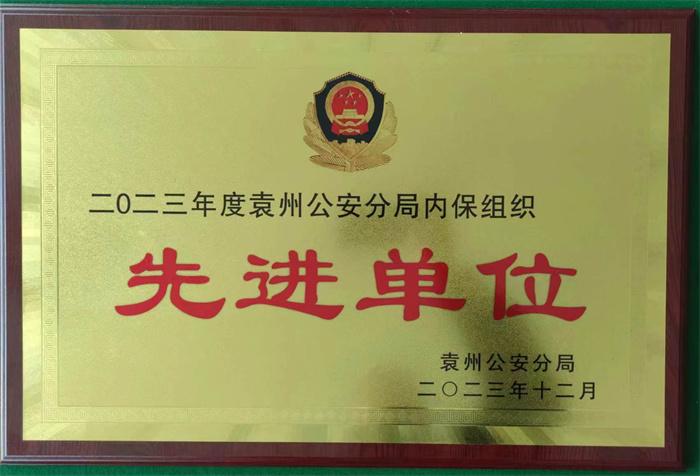 二0二三年度袁州公安分局内保组织
先进单位
袁州公安分局
二〇二三年十二月